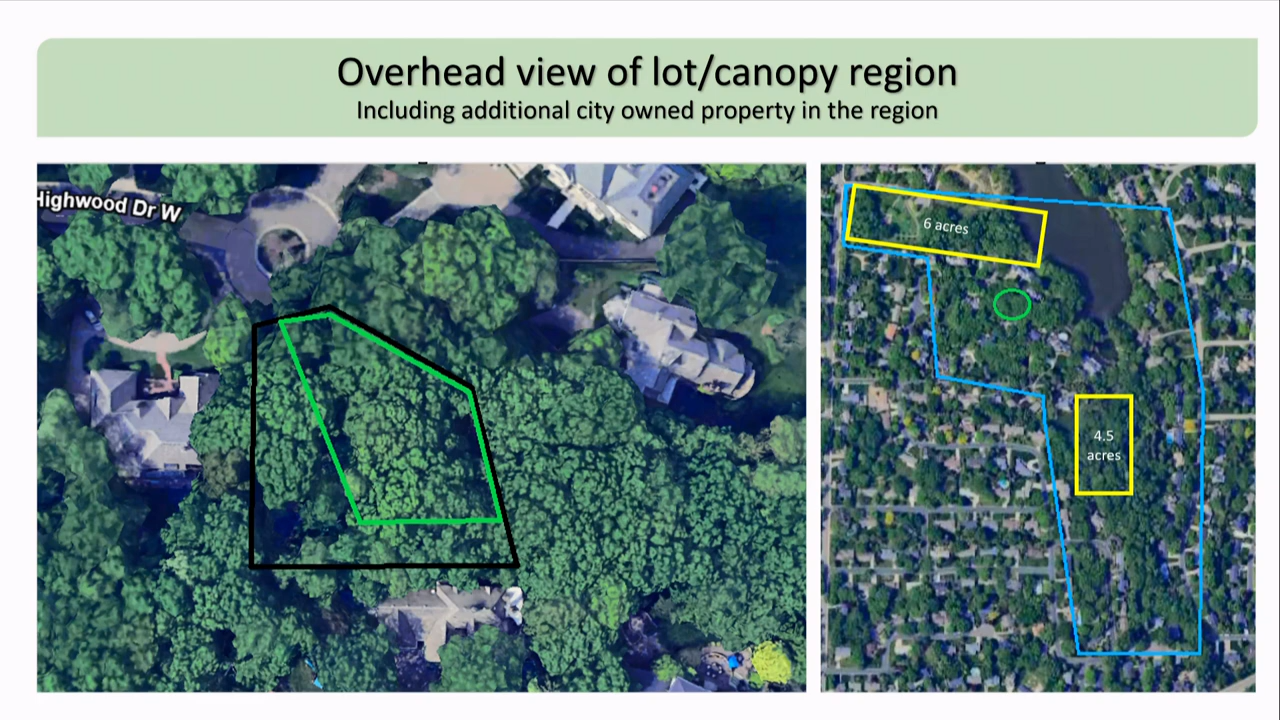 Overhead view of lot/canopy region
Including additional city owned property in the region
Highwood Dr W
6 acres
4.5
acres